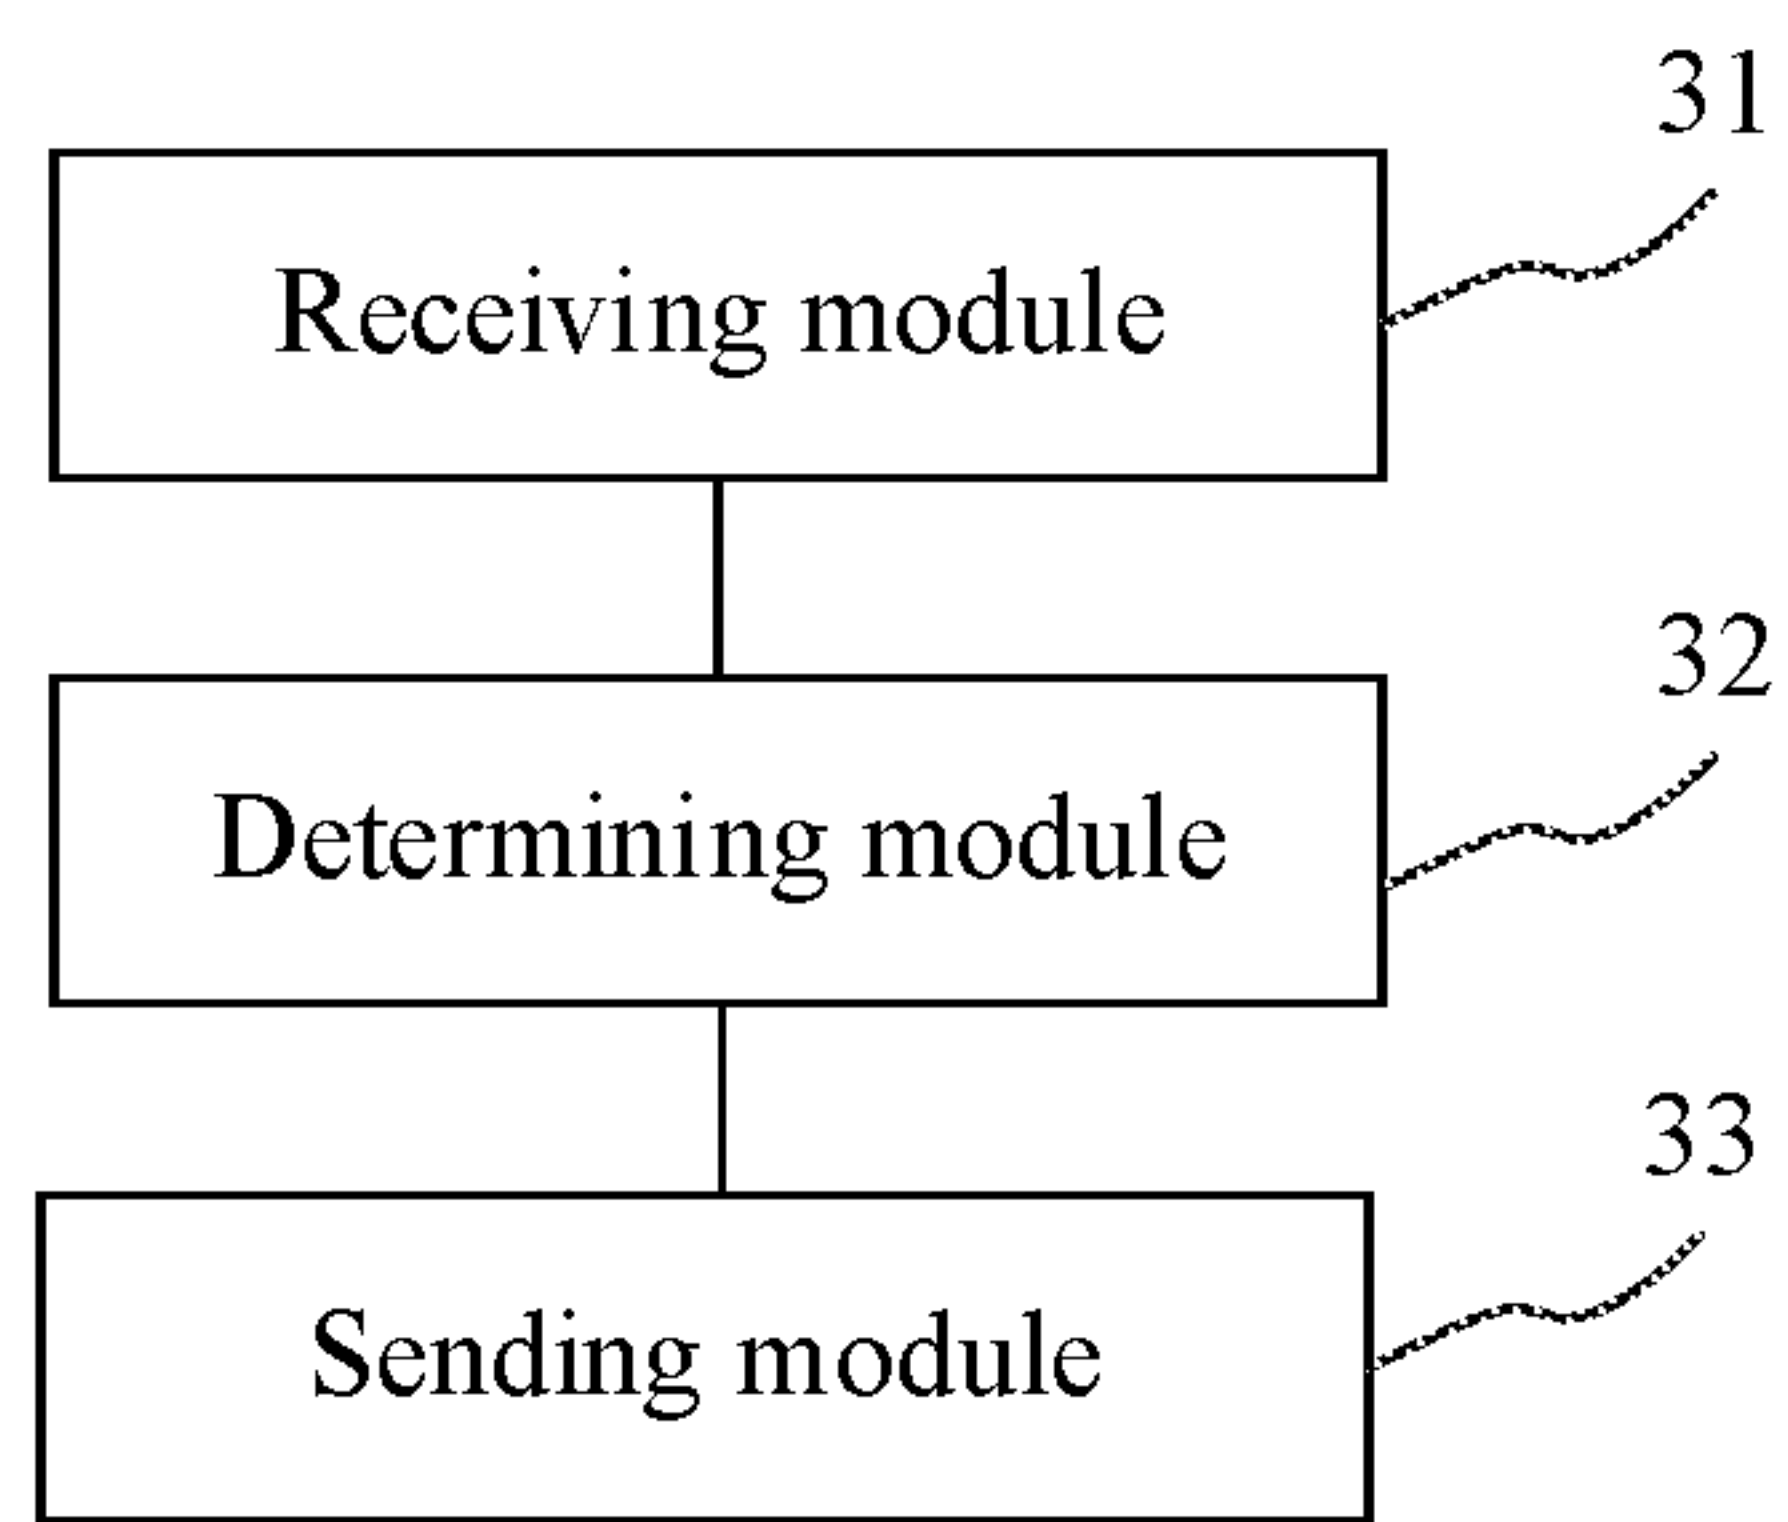 31
Receiving module
32
Determining module
33
Sending module